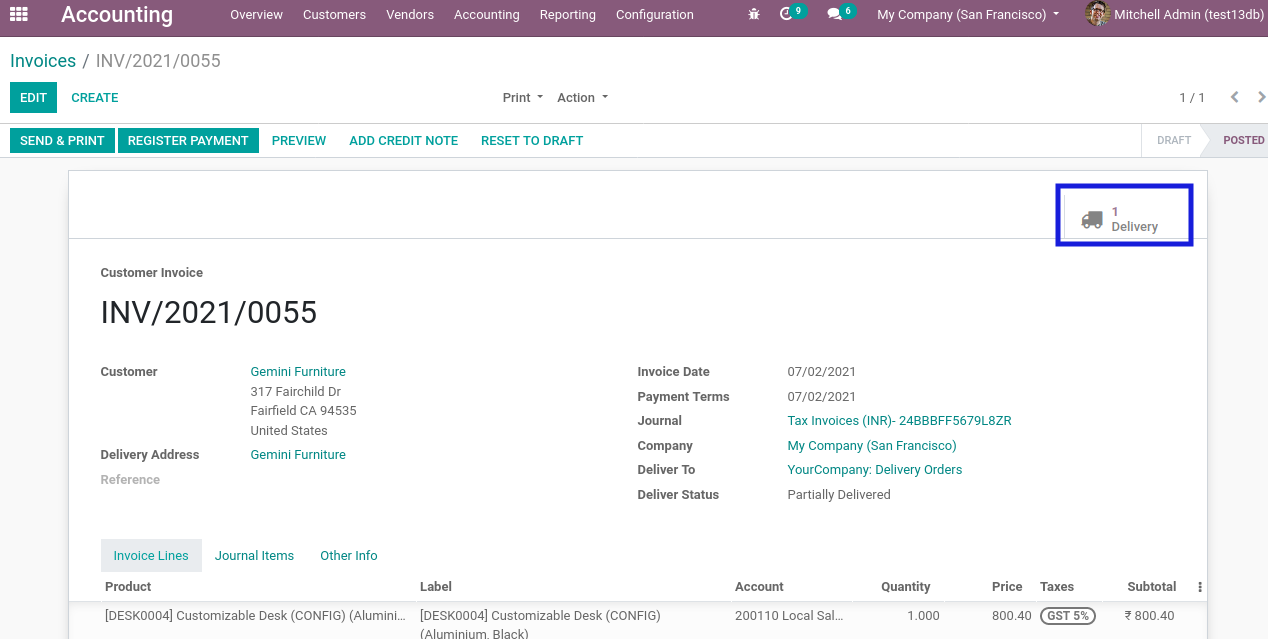 Accounting Overview Customers Vendors Accounting Reporting Configuration 9 6 My Company (San Francisco) Mitchell Admin (test13db)
Invoices / INV/2021/0055
EDIT CREATE Print Action 1 / 1
SEND & PRINT REGISTER PAYMENT PREVIEW ADD CREDIT NOTE RESET TO DRAFT DRAFT POSTED
1
Delivery
Customer Invoice
INV/2021/0055
Customer Gemini Furniture Invoice Date 07/02/2021
317 Fairchild Dr Payment Terms 07/02/2021
Fairfield CA 94535 Journal Tax Invoices (INR)- 24BBBFF5679L8ZR
United States Company My Company (San Francisco)
Delivery Address Gemini Furniture Deliver To YourCompany: Delivery Orders
Reference Deliver Status Partially Delivered
Invoice Lines Journal Items Other Info
Product Label Account Quantity Price Taxes Subtotal
[DESK0004] Customizable Desk (CONFIG) (Alumini... [DESK0004] Customizable Desk (CONFIG) 200110 Local Sal... 1.000 800.40 GST 5% ₹ 800.40
(Aluminium, Black)